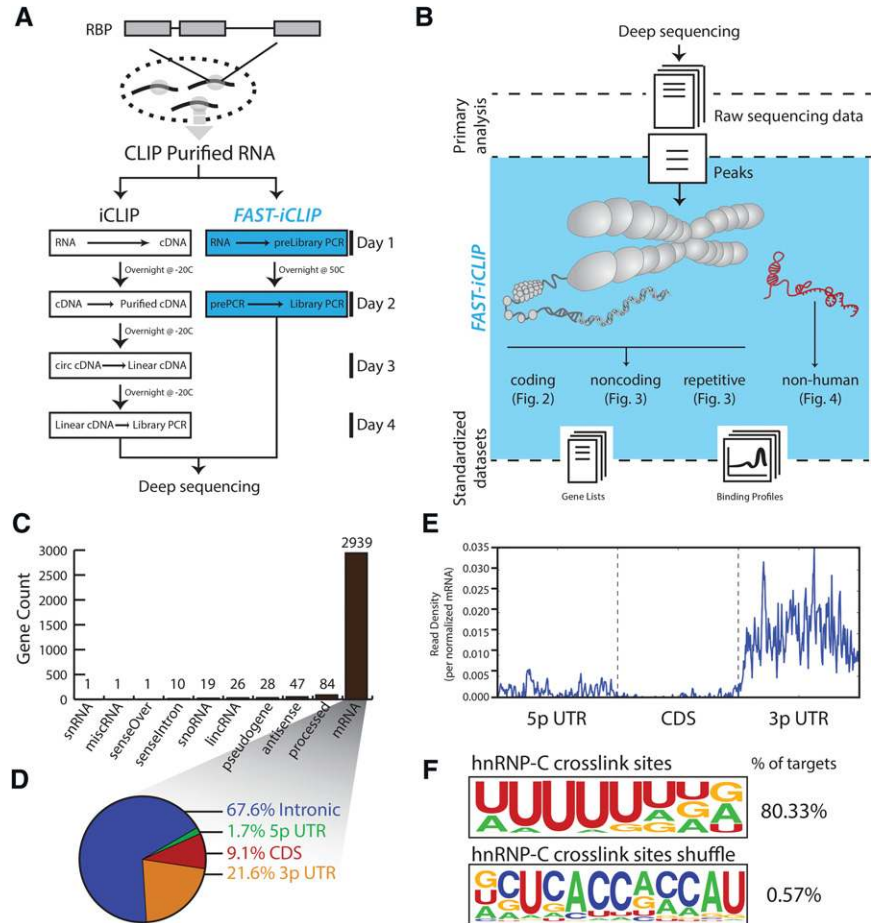 A
RBP
CLIP Purified RNA
iCLIP
FAST-iCLIP
RNA cDNA
RNA preLibrary PCR
Day 1
Overnight @ -20C
Overnight @ 50C
cDNA Purified cDNA
prePCR Library PCR
Day 2
Overnight @ -20C
circ cDNA Linear cDNA
Day 3
Overnight @ -20C
Linear cDNA Library PCR
Day 4
Deep sequencing
B
Deep sequencing
Primary analysis
Raw sequencing data
Peaks
FAST-iCLIP
coding (Fig. 2)
noncoding (Fig. 3)
repetitive (Fig. 3)
non-human (Fig. 4)
Standardized datasets
Gene Lists
Binding Profiles
C
Gene Count
3000
2500
2000
1500
1000
500
0
1 1 1 10 19 26 28 47 84 2939
snRNA
miscRNA
senseOver
senseIntron
snoRNA
lincRNA
pseudogene
antisense
processed
mRNA
D
67.6% Intronic
1.7% 5p UTR
9.1% CDS
21.6% 3p UTR
E
Read Density
(per normalized mRNA)
0.035
0.030
0.025
0.020
0.015
0.010
0.005
0.000
5p UTR CDS 3p UTR
F
hnRNP-C crosslink sites
% of targets
80.33%
hnRNP-C crosslink sites shuffle
GCUCACCACCAU
0.57%